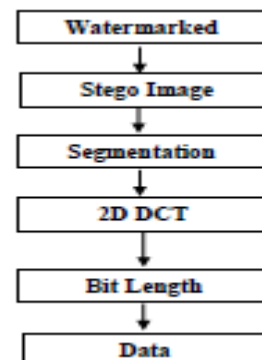 Watermarked
Stego Image
Segmentation
2D DCT
Bit Length
Data